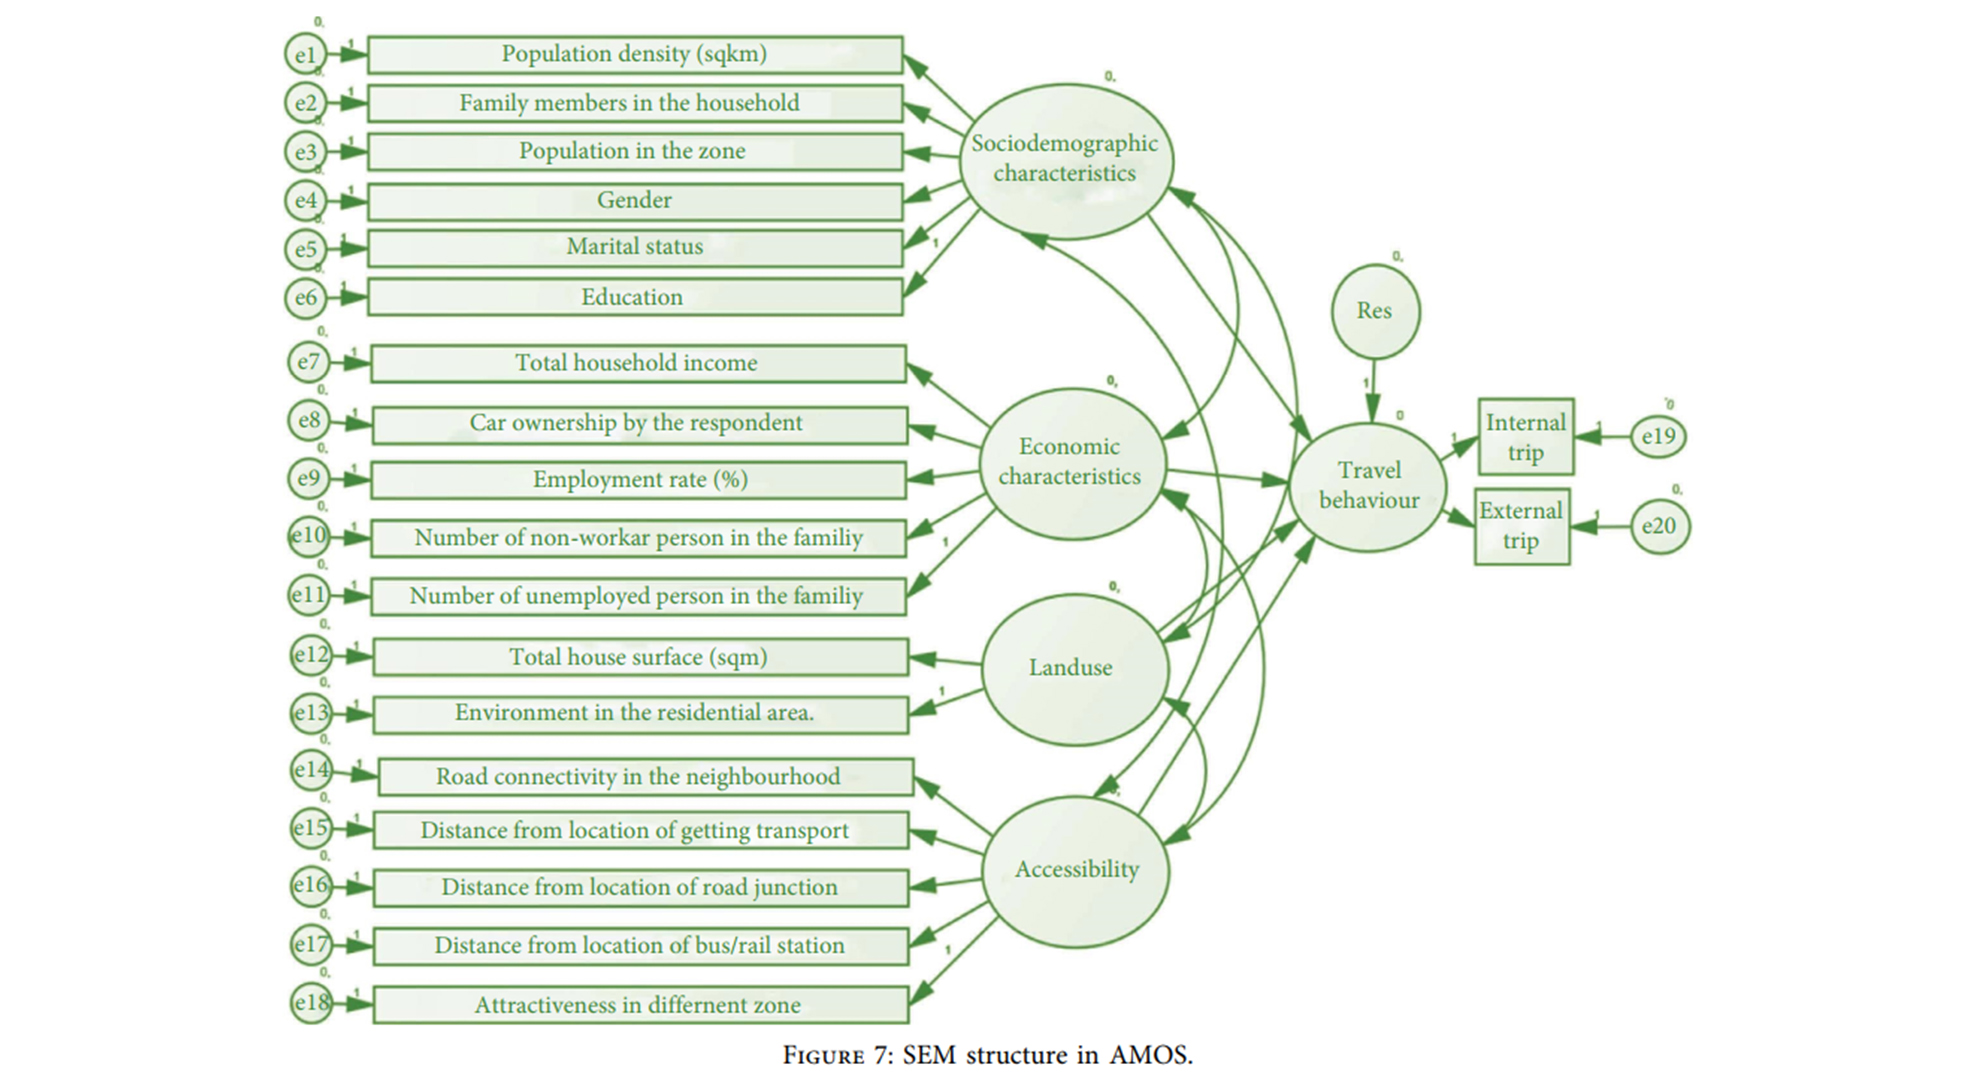 0.
e1
1
Population density (sqkm)
0.
e2
1
Family members in the household
0.
e3
1
Population in the zone
0.
e4
1
Gender
0.
e5
1
Marital status
0.
e6
1
Education
1
0.
Sociodemographic
characteristics
0.
e7
1
Total household income
0.
e8
1
Car ownership by the respondent
0.
e9
1
Employment rate (%)
0.
e10
1
Number of non-workar person in the familiy
0.
e11
1
Number of unemployed person in the familiy
1
0.
Economic
characteristics
0.
e12
1
Total house surface (sqm)
0.
e13
1
Environment in the residential area.
1
0.
Landuse
0.
e14
1
Road connectivity in the neighbourhood
0.
e15
1
Distance from location of getting transport
0.
e16
1
Distance from location of road junction
0.
e17
1
Distance from location of bus/rail station
0.
e18
1
Attractiveness in differnent zone
1
Accessibility
0.
Res
1
0
Travel
behaviour
1
Internal
trip
1
0
e19
External
trip
1
0.
e20
FIGURE 7: SEM structure in AMOS.